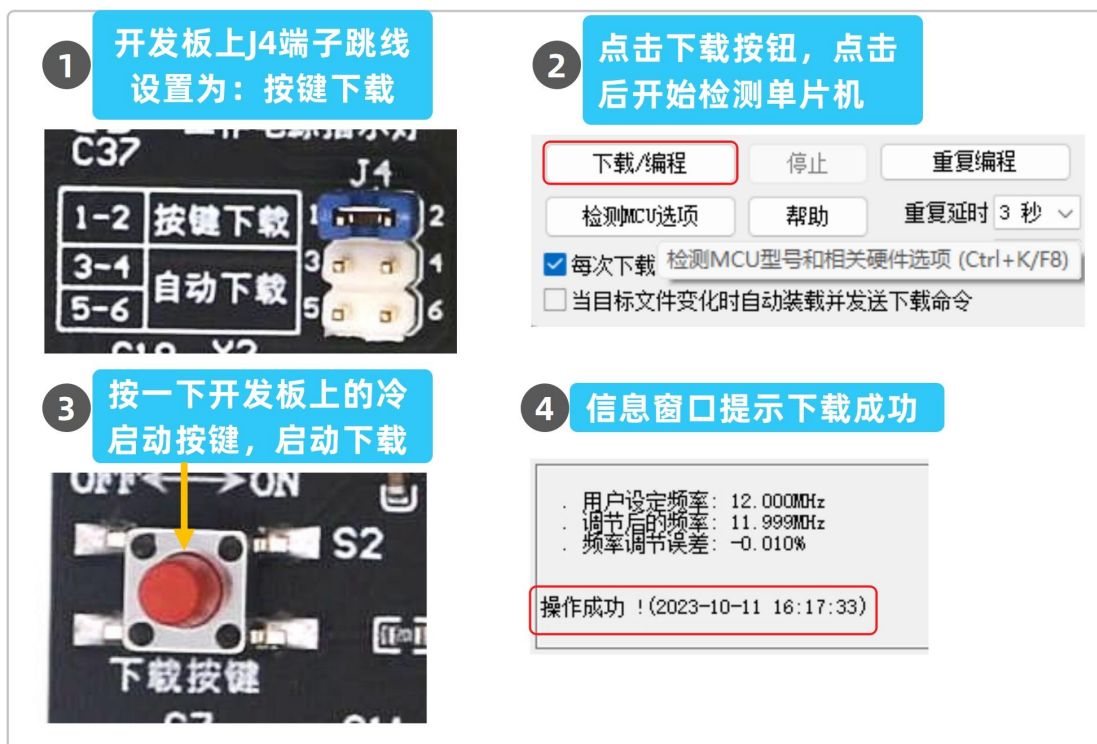 1
开发板上J4端子跳线
设置为：按键下载
C37
J4
1-2 按键下载 1 2
3-4 自动下载 3 4
5-6 5 6
2
点击下载按钮，点击
后开始检测单片机
下载/编程 停止 重复编程
检测MCU选项 帮助 重复延时 3 秒
每次下载 检测MCU型号和相关硬件选项 (Ctrl+K/F8)
当目标文件变化时自动装载并发送下载命令
3
按一下开发板上的冷
启动按键，启动下载
OFF ON
S2
下载按键
4
信息窗口提示下载成功
. 用户设定频率: 12.000MHz
. 调节后的频率: 11.999MHz
. 频率调节误差: -0.010%
操作成功 !(2023-10-11 16:17:33)